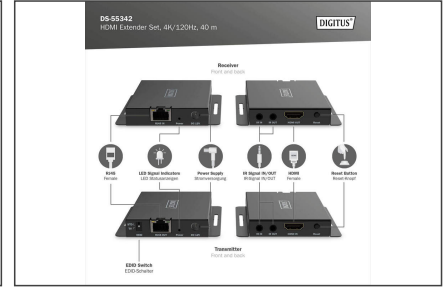 DS-55342
HDMI Extender Set, 4K/120Hz, 40 m
DIGITUS®
Receiver
Front and back
RJ45
Female
LED Signal Indicators
LED Statusanzeigen
Power Supply
Stromversorgung
IR Signal IN/OUT
IR-Signal IN/OUT
HDMI
Female
Reset Button
Reset-Knopf
Transmitter
Front and back
EDID Switch
EDID-Schalter